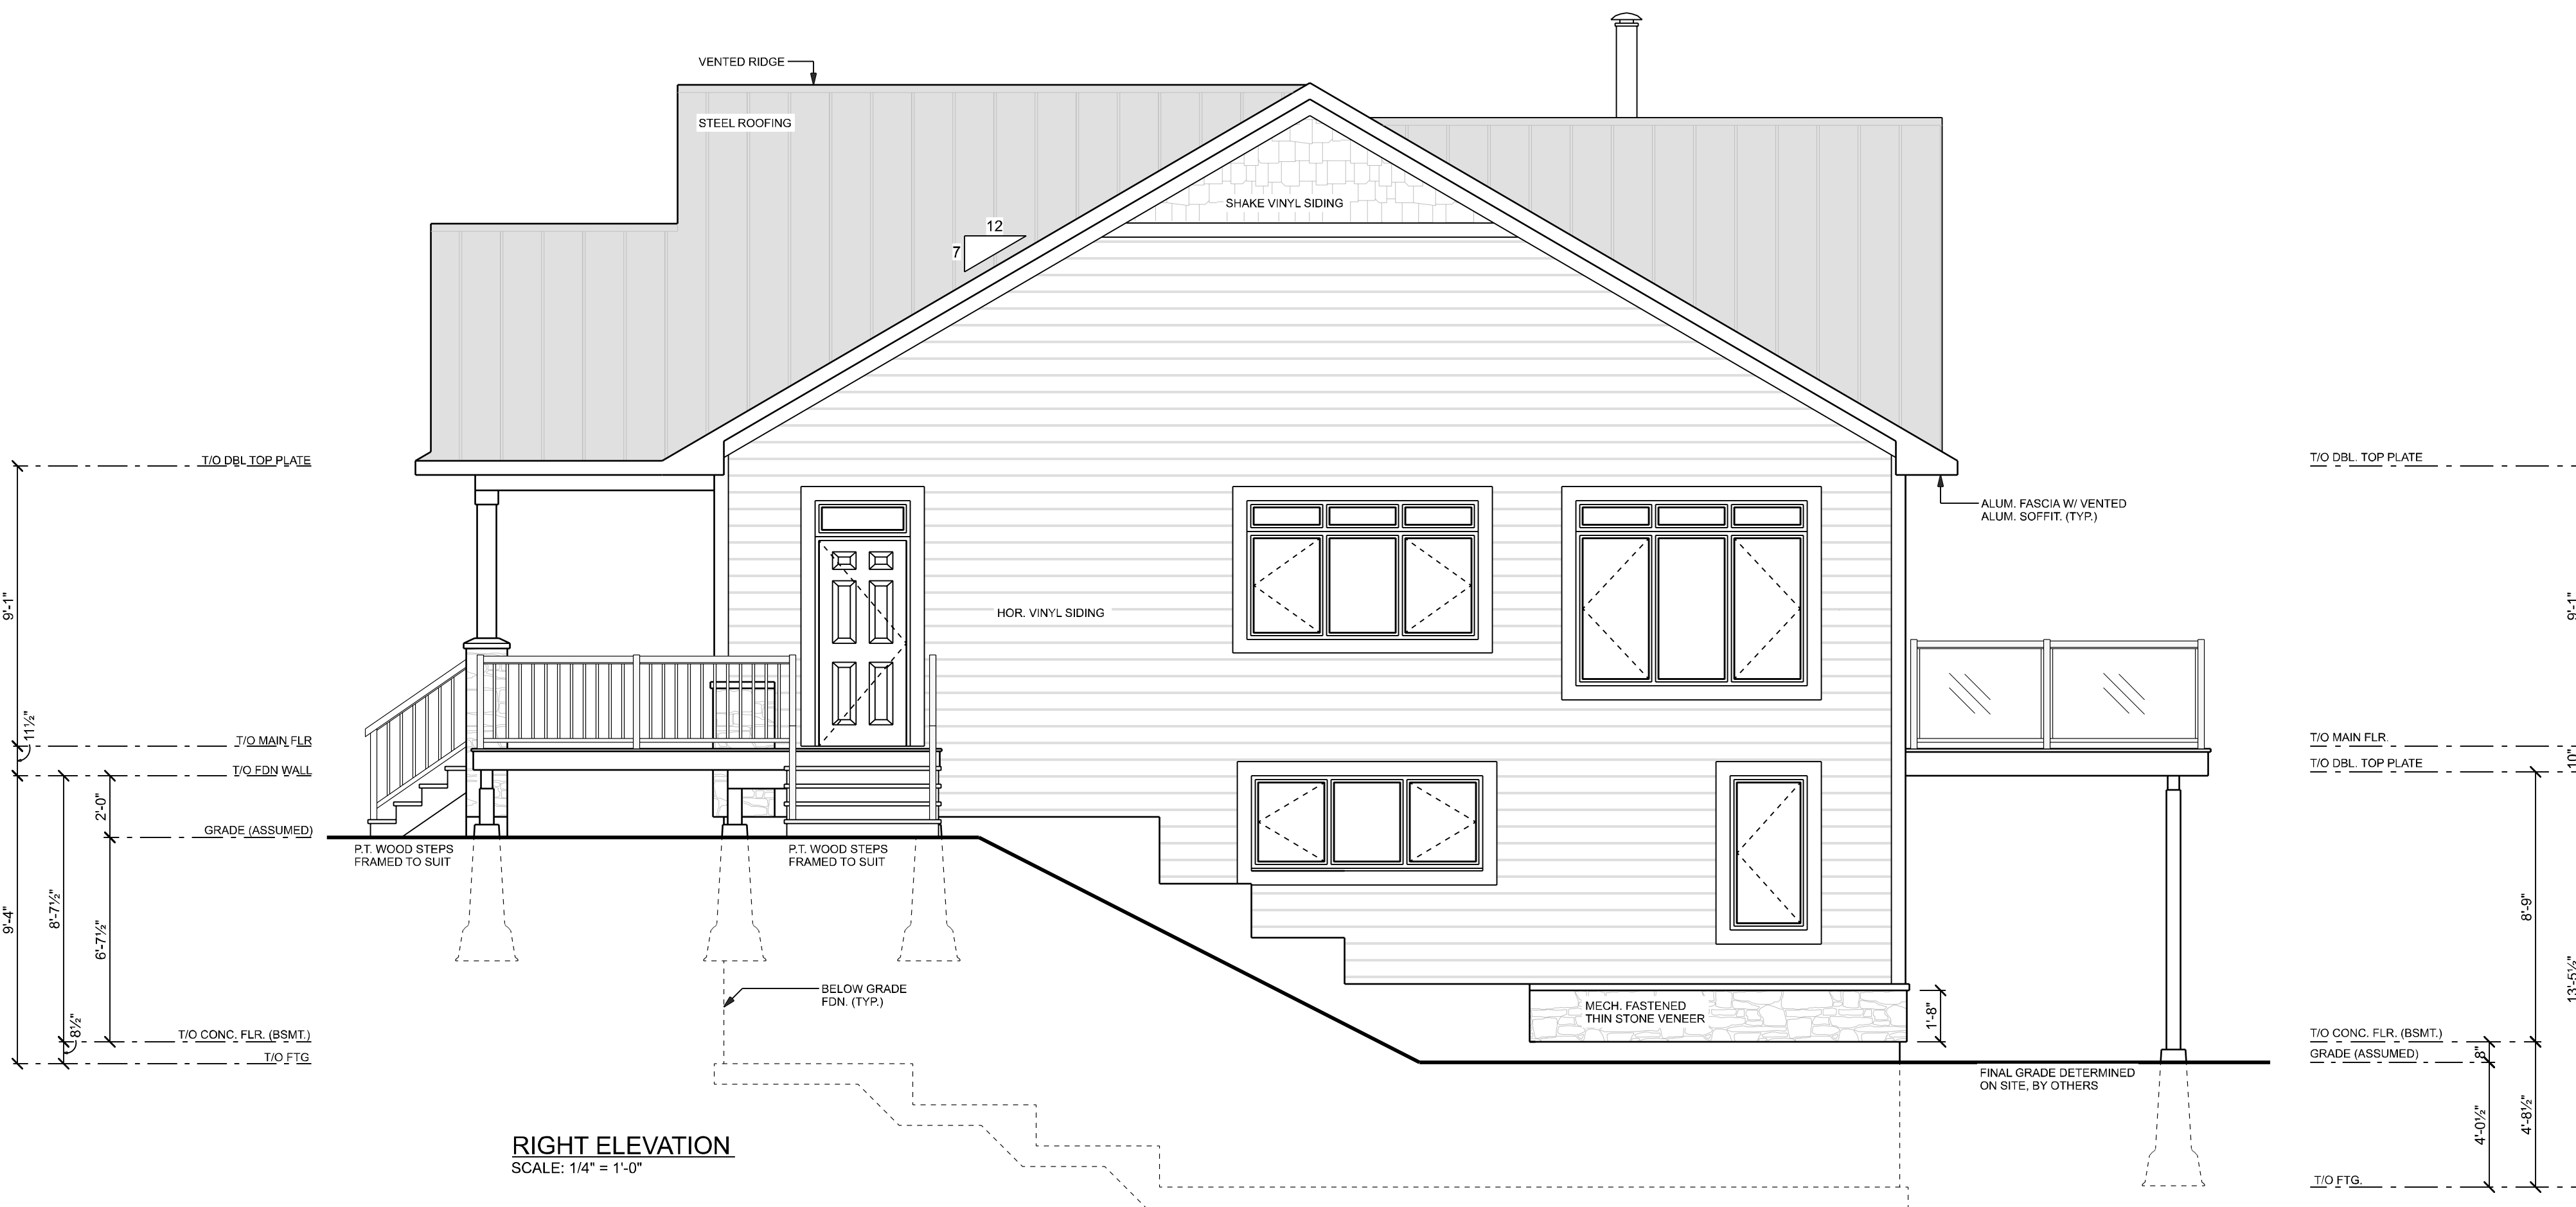 VENTED RIDGE
STEEL ROOFING
SHAKE VINYL SIDING
12
7
T/O DBL TOP PLATE
T/O DBL. TOP PLATE
ALUM. FASCIA W/ VENTED
ALUM. SOFFIT. (TYP.)
HOR. VINYL SIDING
9'-1"
9'-1"
11½"
T/O MAIN FLR
T/O MAIN FLR.
10"
T/O FDN WALL
T/O DBL. TOP PLATE
2'-0"
GRADE (ASSUMED)
P.T. WOOD STEPS
FRAMED TO SUIT
P.T. WOOD STEPS
FRAMED TO SUIT
9'-4"
8'-7½"
6'-7½"
8'-9"
13'-5½"
BELOW GRADE
FDN. (TYP.)
MECH. FASTENED
THIN STONE VENEER
1'-8"
8½"
T/O CONC. FLR. (BSMT.)
T/O FTG
T/O CONC. FLR. (BSMT.)
GRADE (ASSUMED)
8"
FINAL GRADE DETERMINED
ON SITE, BY OTHERS
4'-0½"
4'-8½"
RIGHT ELEVATION
SCALE: 1/4" = 1'-0"
T/O FTG.